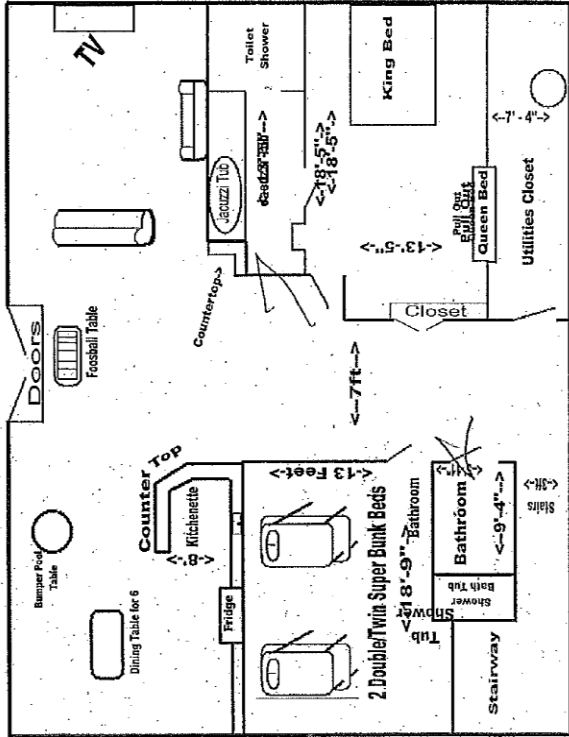 TV
Toilet
Shower
King Bed
<--7' - 4"-->
Jacuzzi Tub
<-18'-5"->
<-18'-5"->
Pull Out
Pull Out
Queen Bed
Utilities Closet
<-13'-5"->
Countertop->
Closet
Doors
Foosball Table
<--7ft-->
Counter Top
Kitchenette
<-8'->
<-13 Feet->
Bumper Pool
Table
Dining Table for 6
Fridge
2 Double/Twin Super Bunk Beds
<-18'-9"->
Bathroom
Bathroom
<-9'-4"->
<-3ft->
Stairs
Shower
Bath Tub
Shower
Tub
Stairway